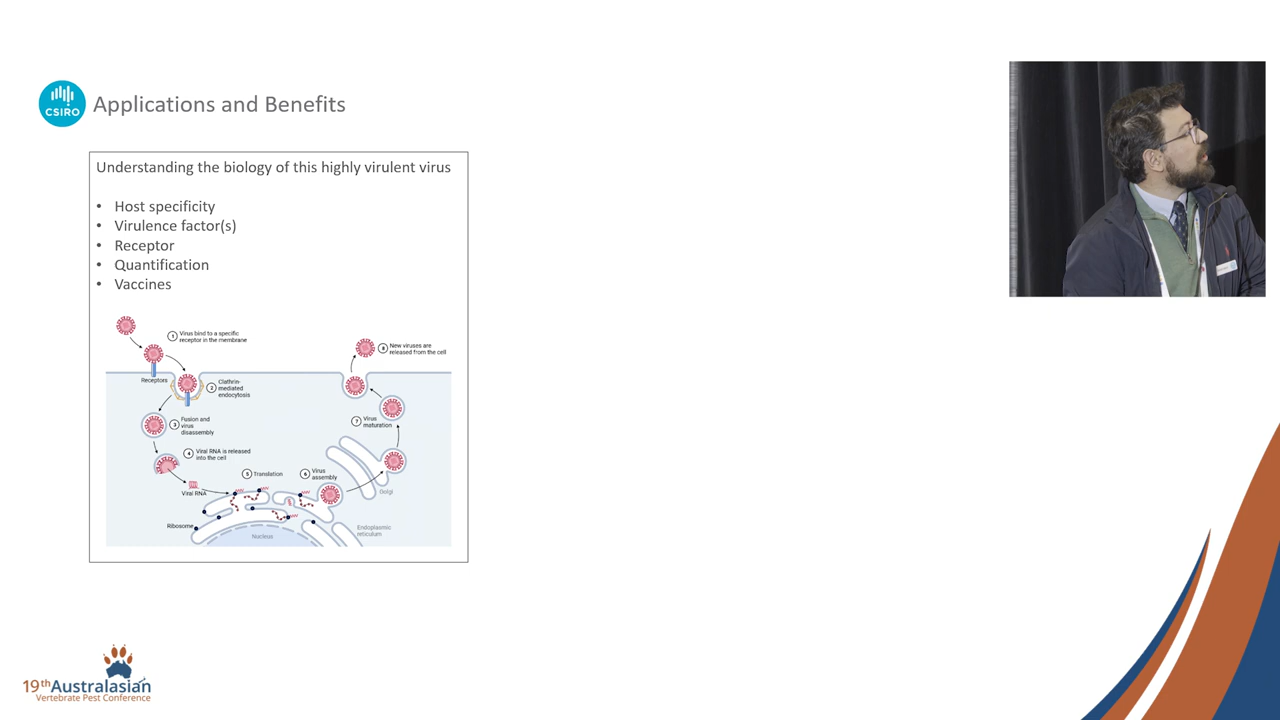 CSIRO
Applications and Benefits
Understanding the biology of this highly virulent virus
• Host specificity
• Virulence factor(s)
• Receptor
• Quantification
• Vaccines
1 Virus bind to a specific
receptor in the membrane
Receptors
2 Clathrin-
mediated
endocytosis
3 Fusion and
virus
disassembly
4 Viral RNA is released
into the cell
Viral RNA
5 Translation
Ribosome
Nucleus
6 Virus
assembly
Endoplasmic
reticulum
Golgi
7 Virus
maturation
8 New viruses are
released from the cell
19th Australasian
Vertebrate Pest Conference